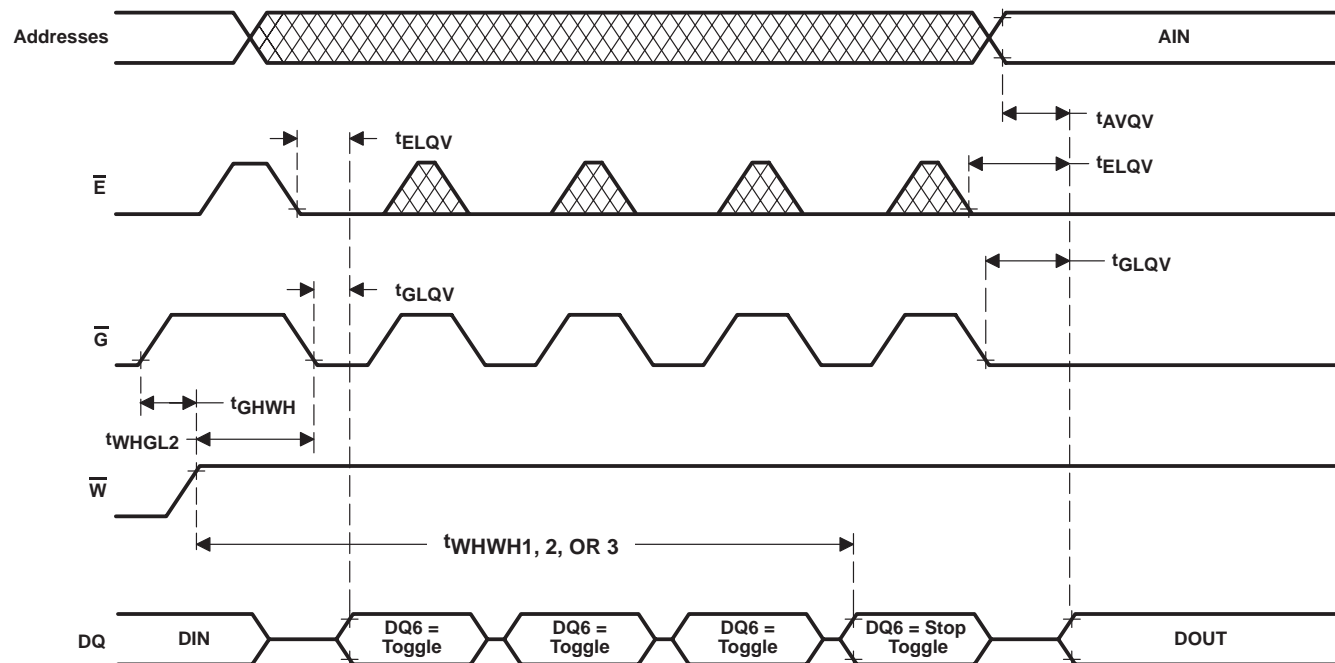 Addresses
AIN
tAVQV
tELQV
tELQV
E
tGLQV
tGLQV
G
tGHWH
tWHGL2
W
tWHWH1, 2, OR 3
DQ
DIN
DQ6 =
Toggle
DQ6 =
Toggle
DQ6 =
Toggle
DQ6 = Stop
Toggle
DOUT